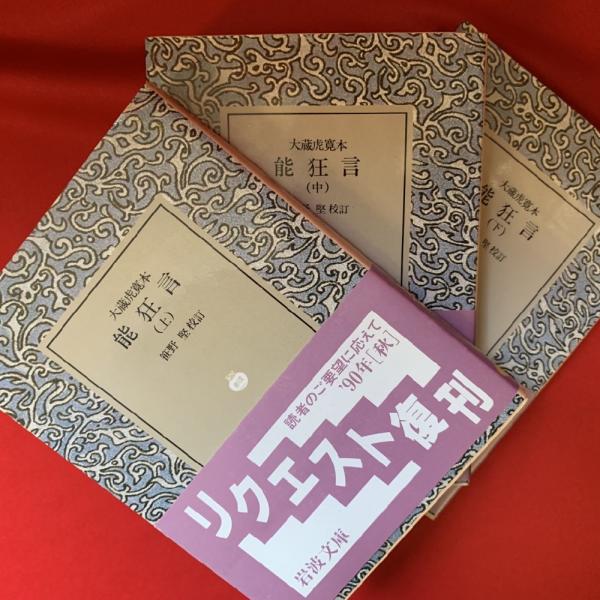 大蔵虎寛本
能狂言
(上)
笹野 堅校訂
読者のご要望に応えて
'90年[秋]
リクエスト復刊
岩波文庫
大蔵虎寛本
能狂言
(中)
堅校訂
大蔵虎寛本
能狂言
(下)
堅校訂